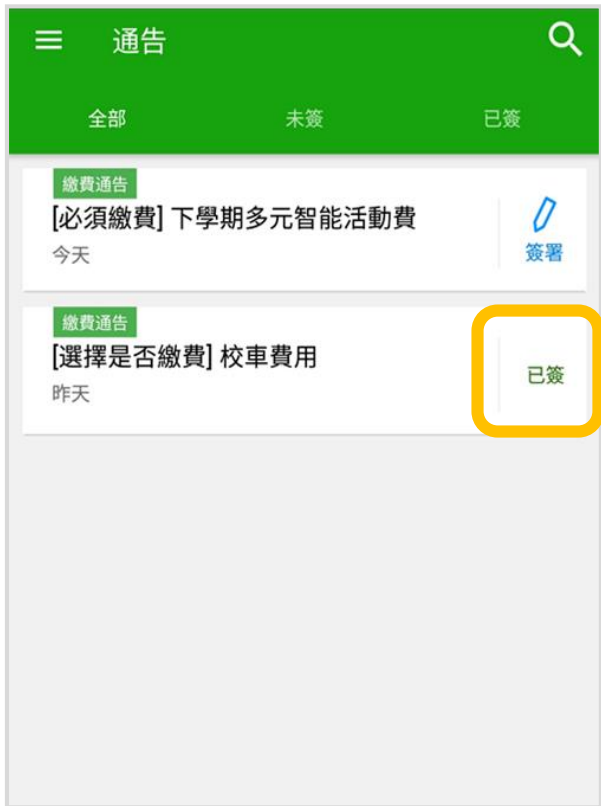 通告
全部 未簽 已簽
繳費通告
[必須繳費] 下學期多元智能活動費
今天
簽署
繳費通告
[選擇是否繳費] 校車費用
昨天
已簽